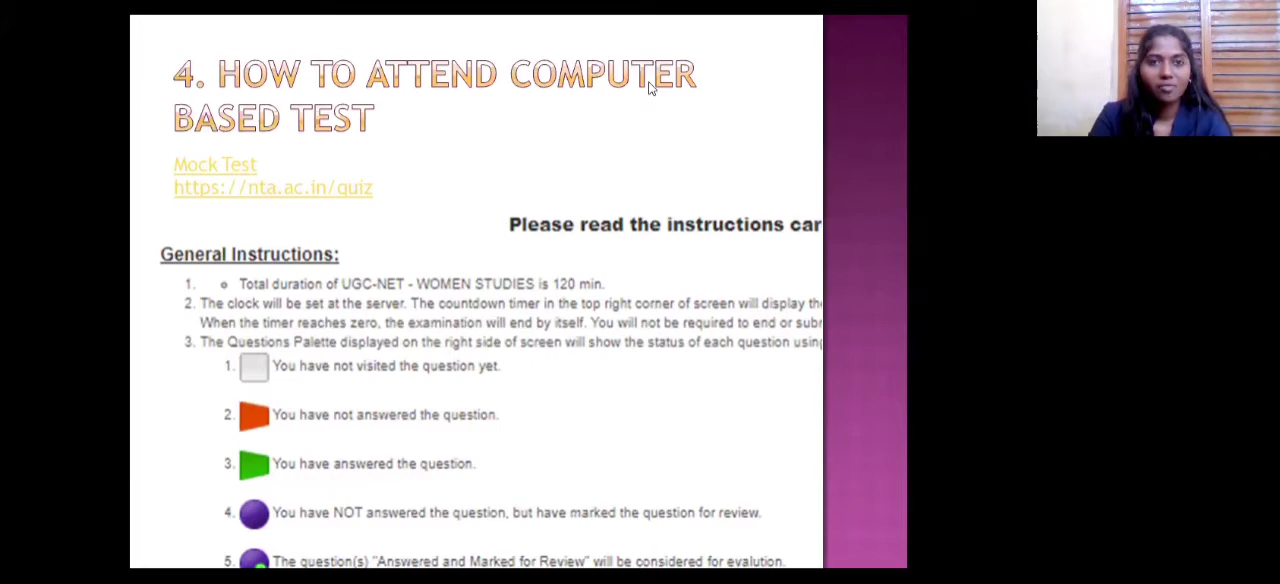 4. HOW TO ATTEND COMPUTER
BASED TEST
Mock Test
https://nta.ac.in/quiz
Please read the instructions car
General Instructions:
1. Total duration of UGC-NET - WOMEN STUDIES is 120 min.
2. The clock will be set at the server. The countdown timer in the top right corner of screen will display th
When the timer reaches zero, the examination will end by itself. You will not be required to end or sub
3. The Questions Palette displayed on the right side of screen will show the status of each question using
1. You have not visited the question yet.
2. You have not answered the question.
3. You have answered the question.
4. You have NOT answered the question, but have marked the question for review.
5. The question(s) "Answered and Marked for Review" will be considered for evalution.